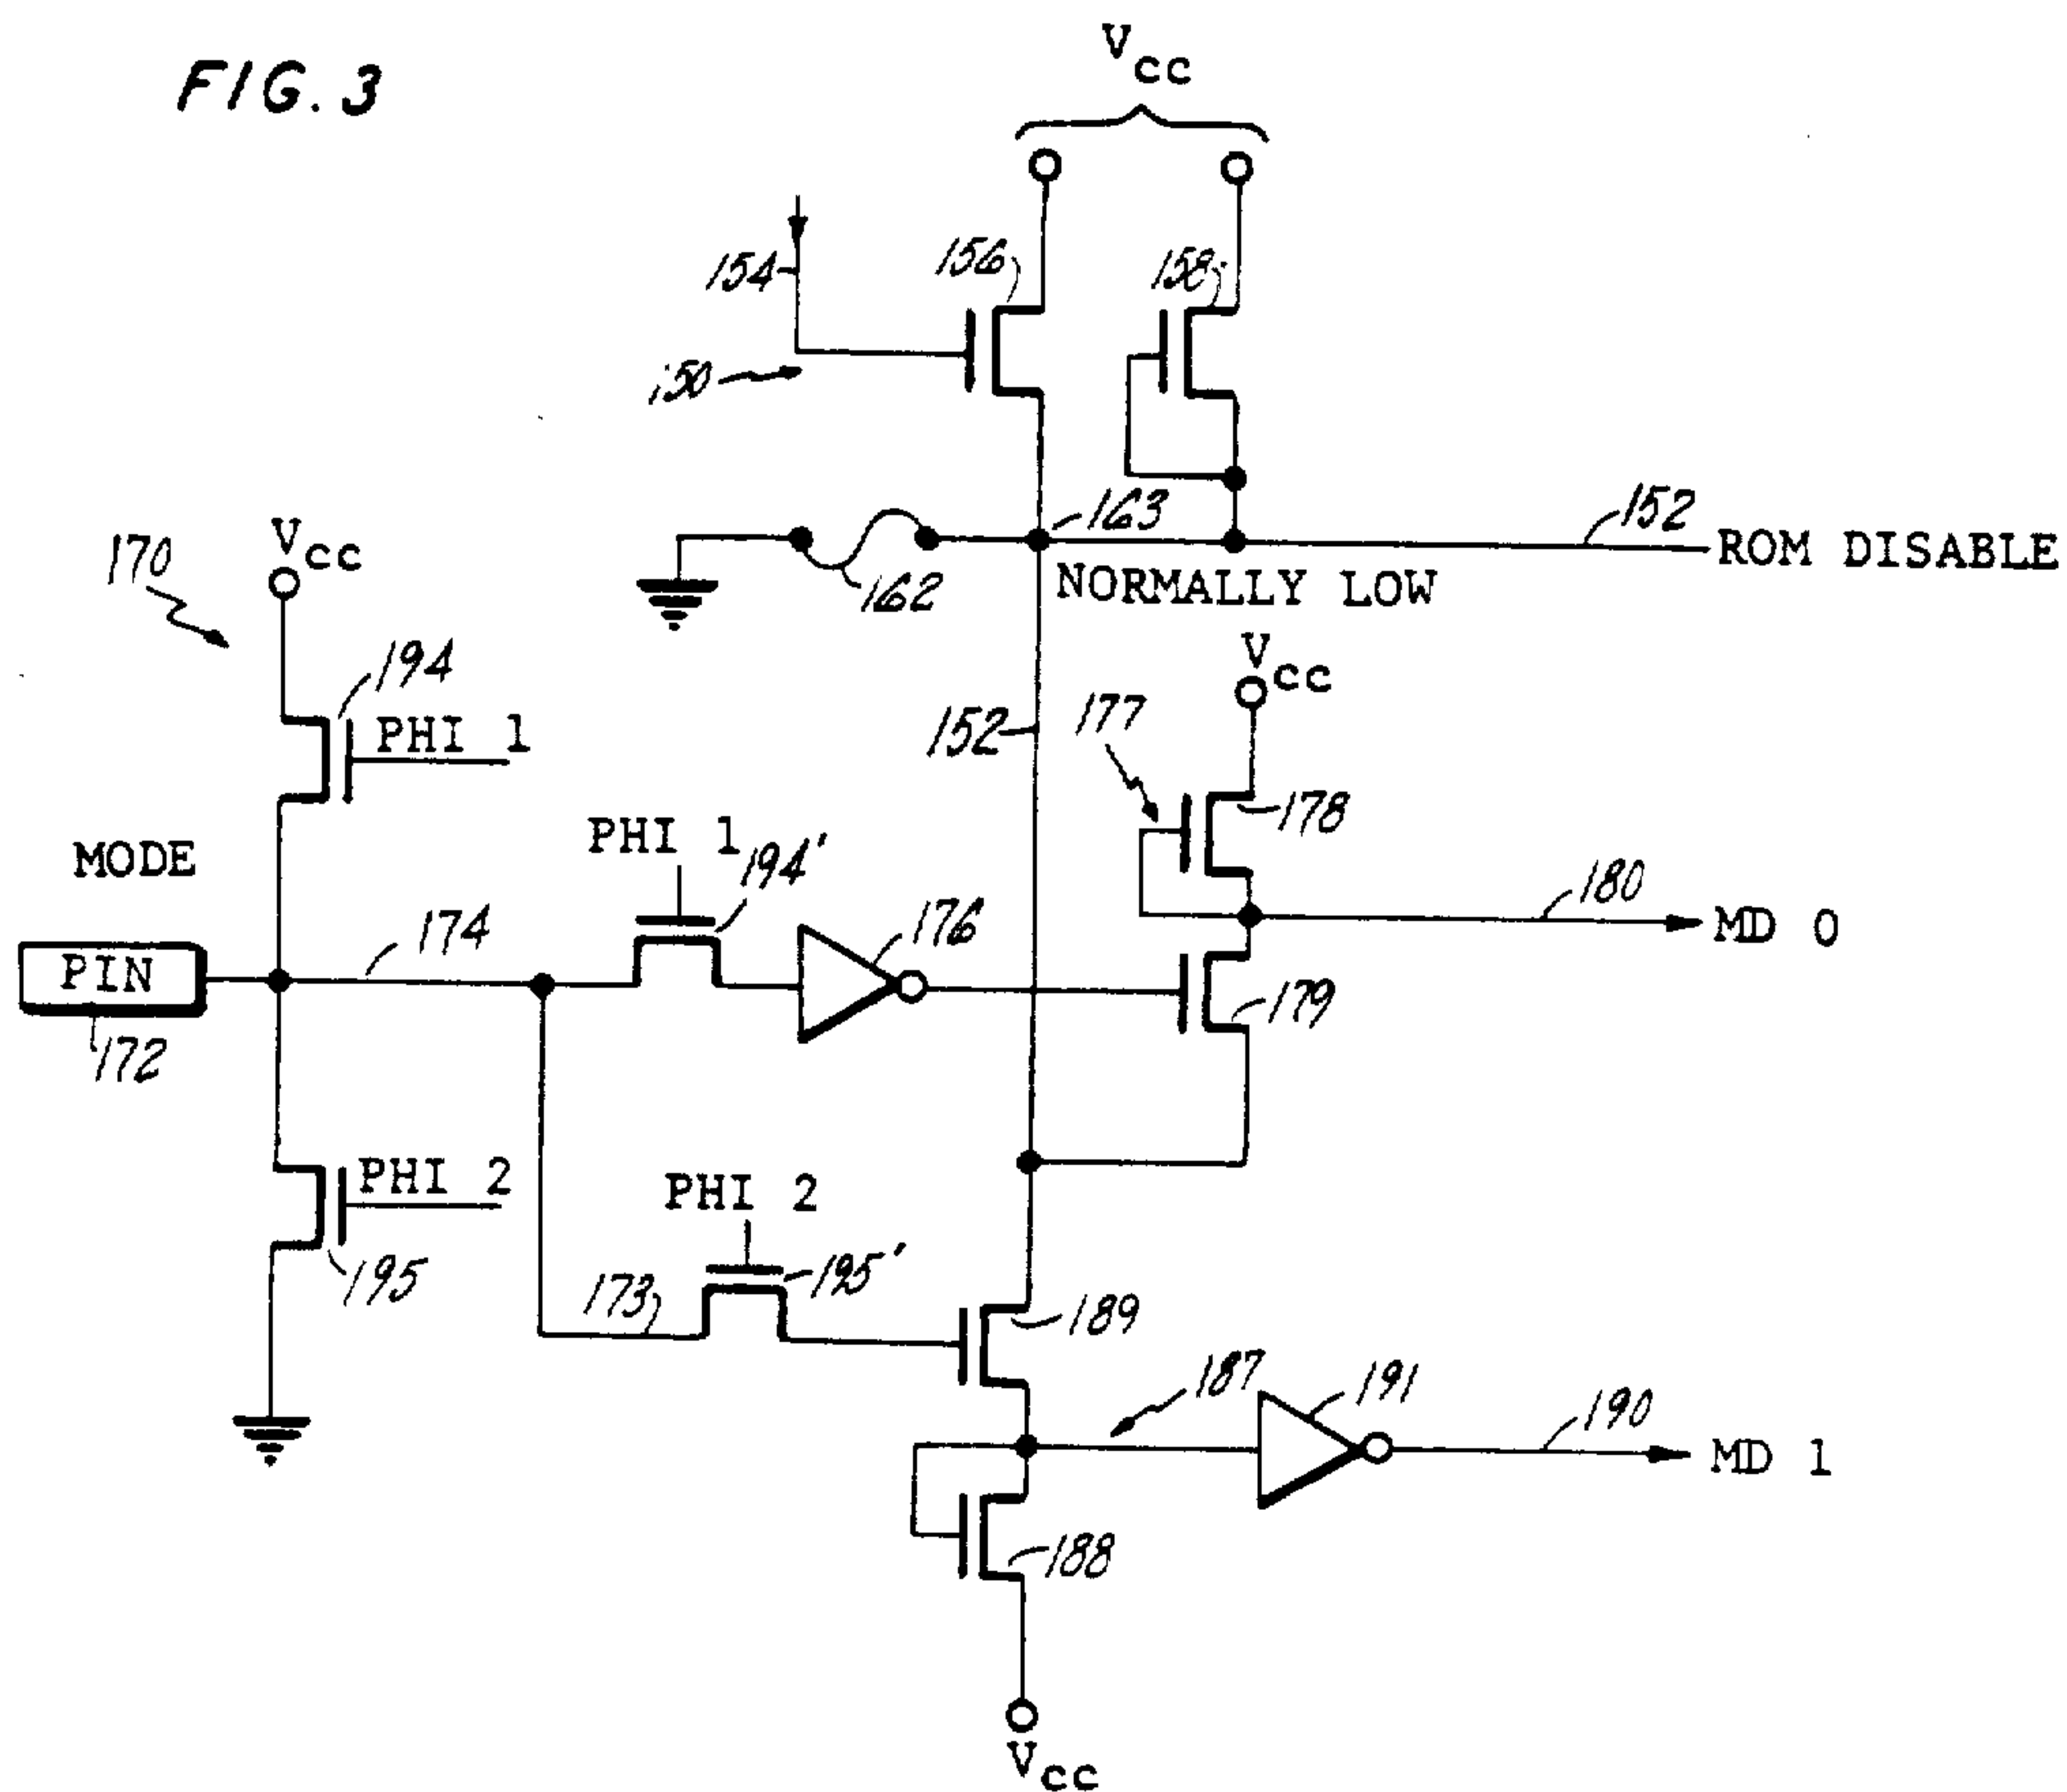 FIG. 3
Vcc
154
156
158
150
163
152
ROM DISABLE
162
NORMALLY LOW
170
Vcc
194
PHI 1
152
177
Vcc
178
MODE
PHI 1
194'
174
176
180
MD 0
PIN
172
179
PHI 2
195
PHI 2
195'
173
189
187
191
190
MD 1
188
Vcc